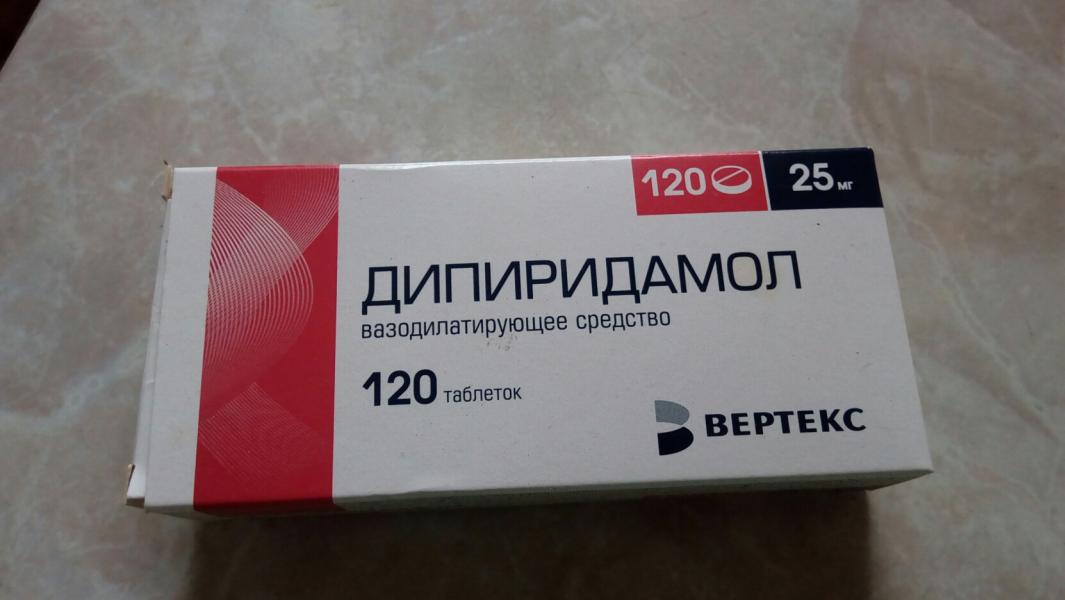 120
25 мг
ДИПИРИДАМОЛ
вазодилатирующее средство
120 таблеток
ВЕРТЕКС